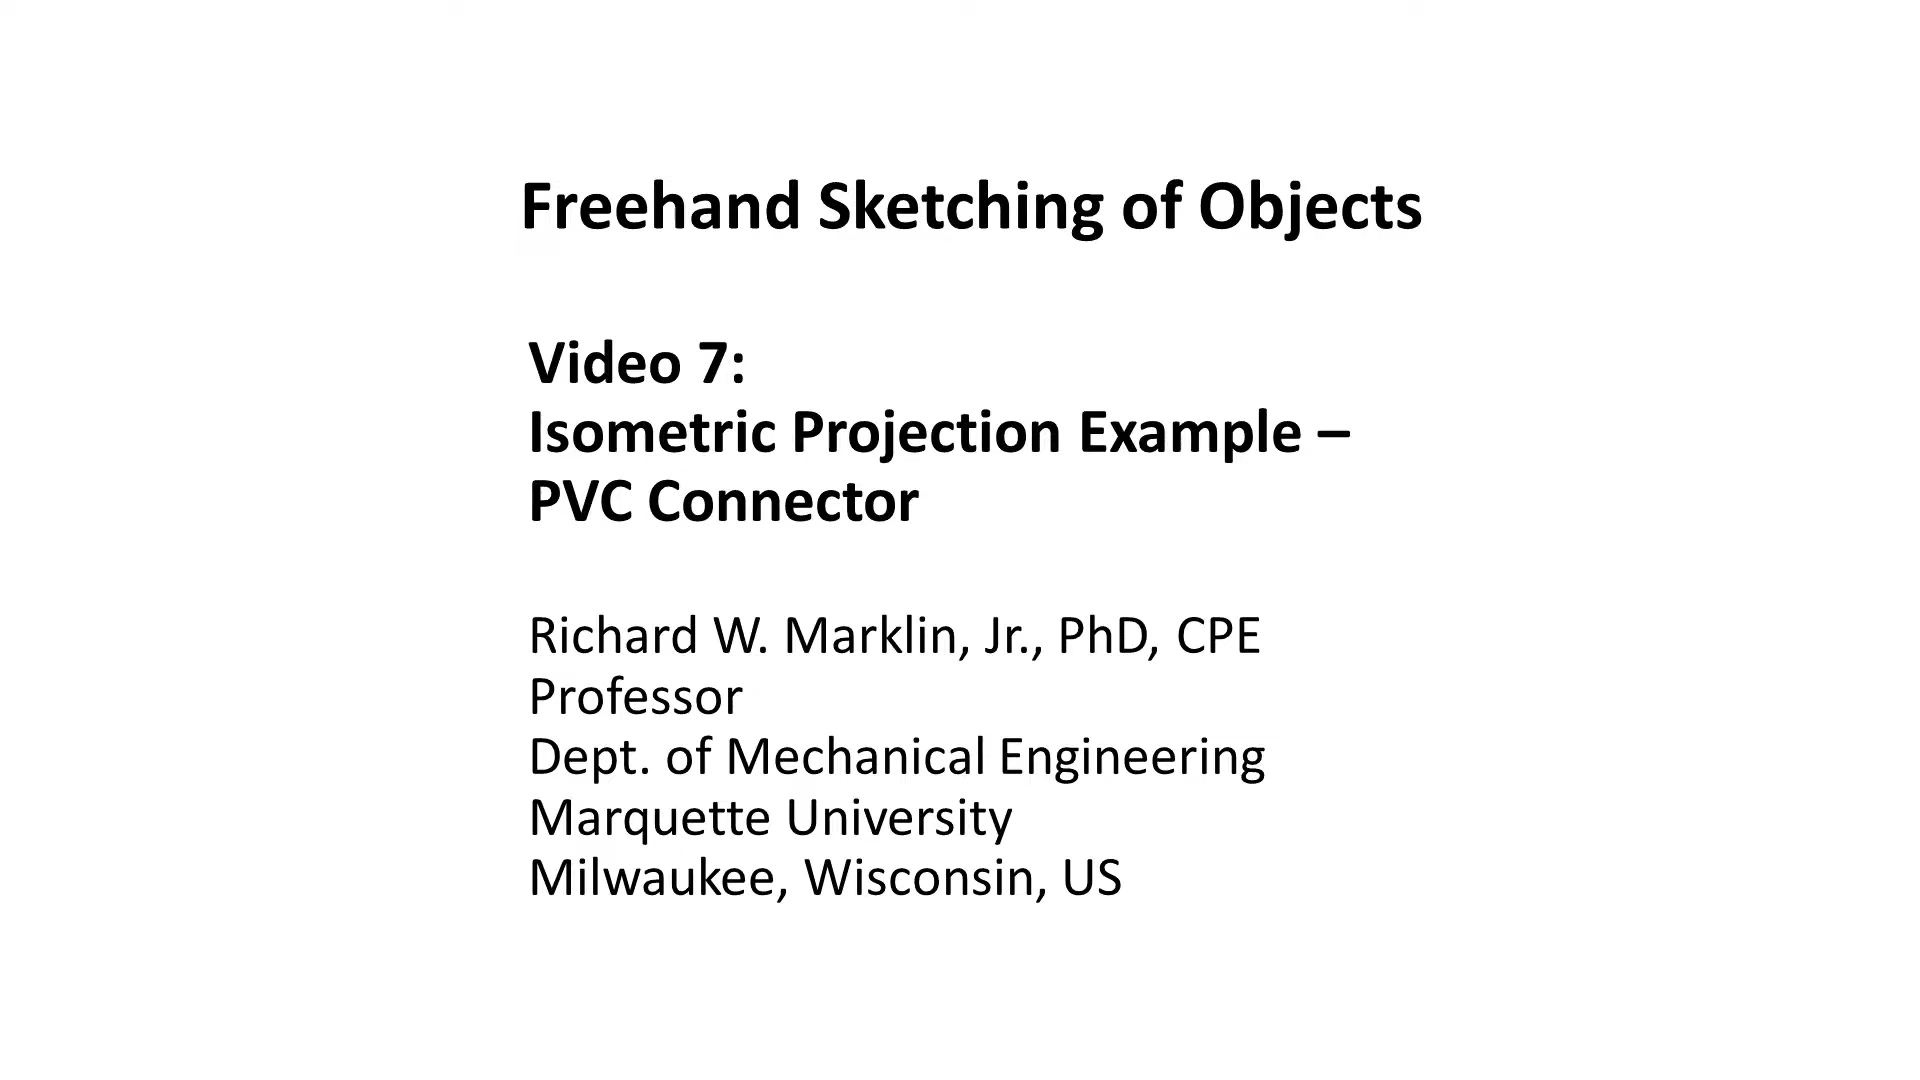 Freehand Sketching of Objects
Video 7:
Isometric Projection Example –
PVC Connector
Richard W. Marklin, Jr., PhD, CPE
Professor
Dept. of Mechanical Engineering
Marquette University
Milwaukee, Wisconsin, US